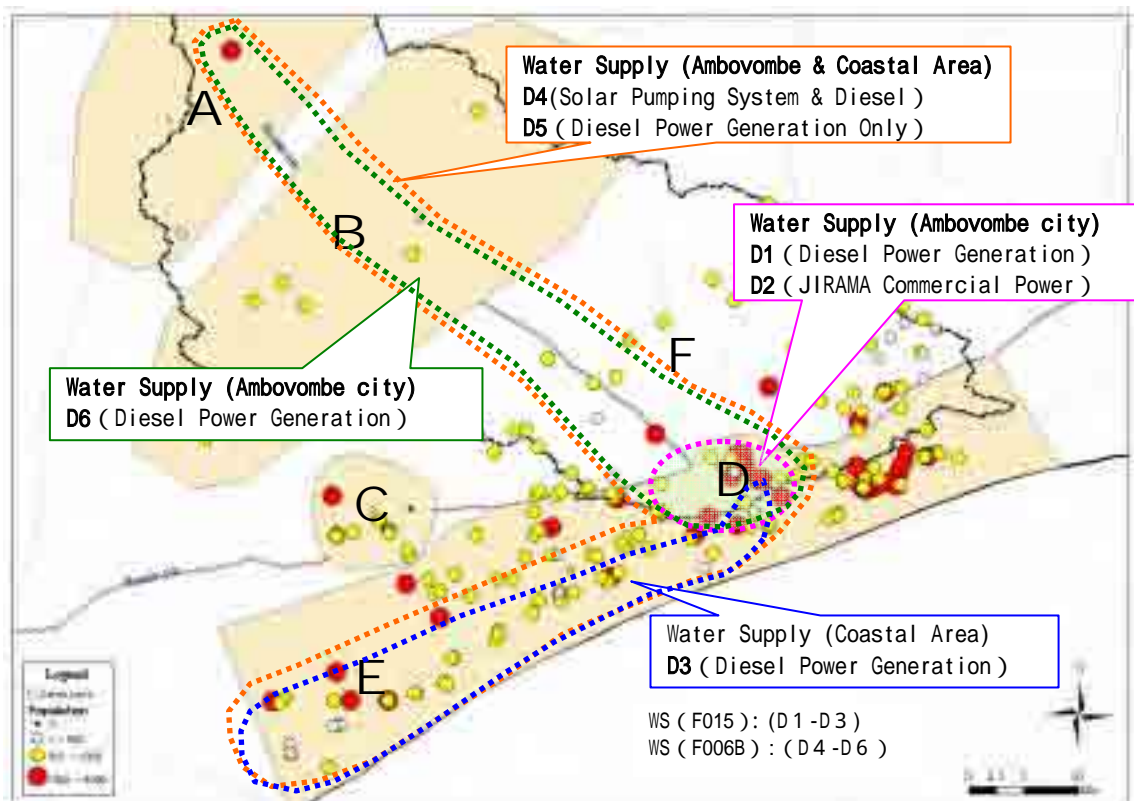 Water Supply (Ambovombe & Coastal Area)
D4(Solar Pumping System & Diesel)
D5 (Diesel Power Generation Only)
A
Water Supply (Ambovombe city)
D1 (Diesel Power Generation)
D2 (JIRAMA Commercial Power)
B
F
Water Supply (Ambovombe city)
D6 (Diesel Power Generation)
D
C
Water Supply (Coastal Area)
D3 (Diesel Power Generation)
E
Legend
Population
WS (F015): (D1-D3)
WS (F006B) : (D4-D6)